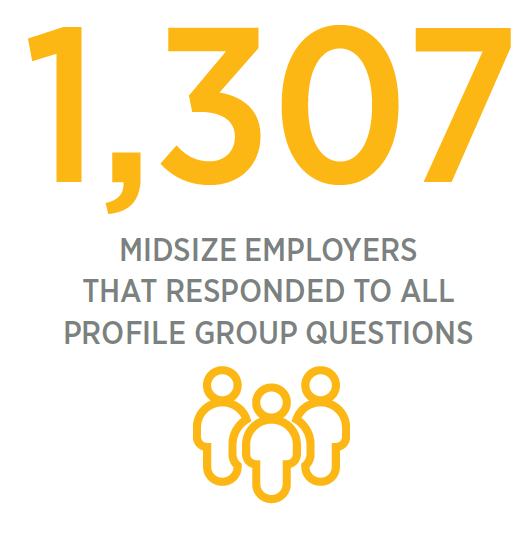 1,307
MIDSIZE EMPLOYERS
THAT RESPONDED TO ALL
PROFILE GROUP QUESTIONS